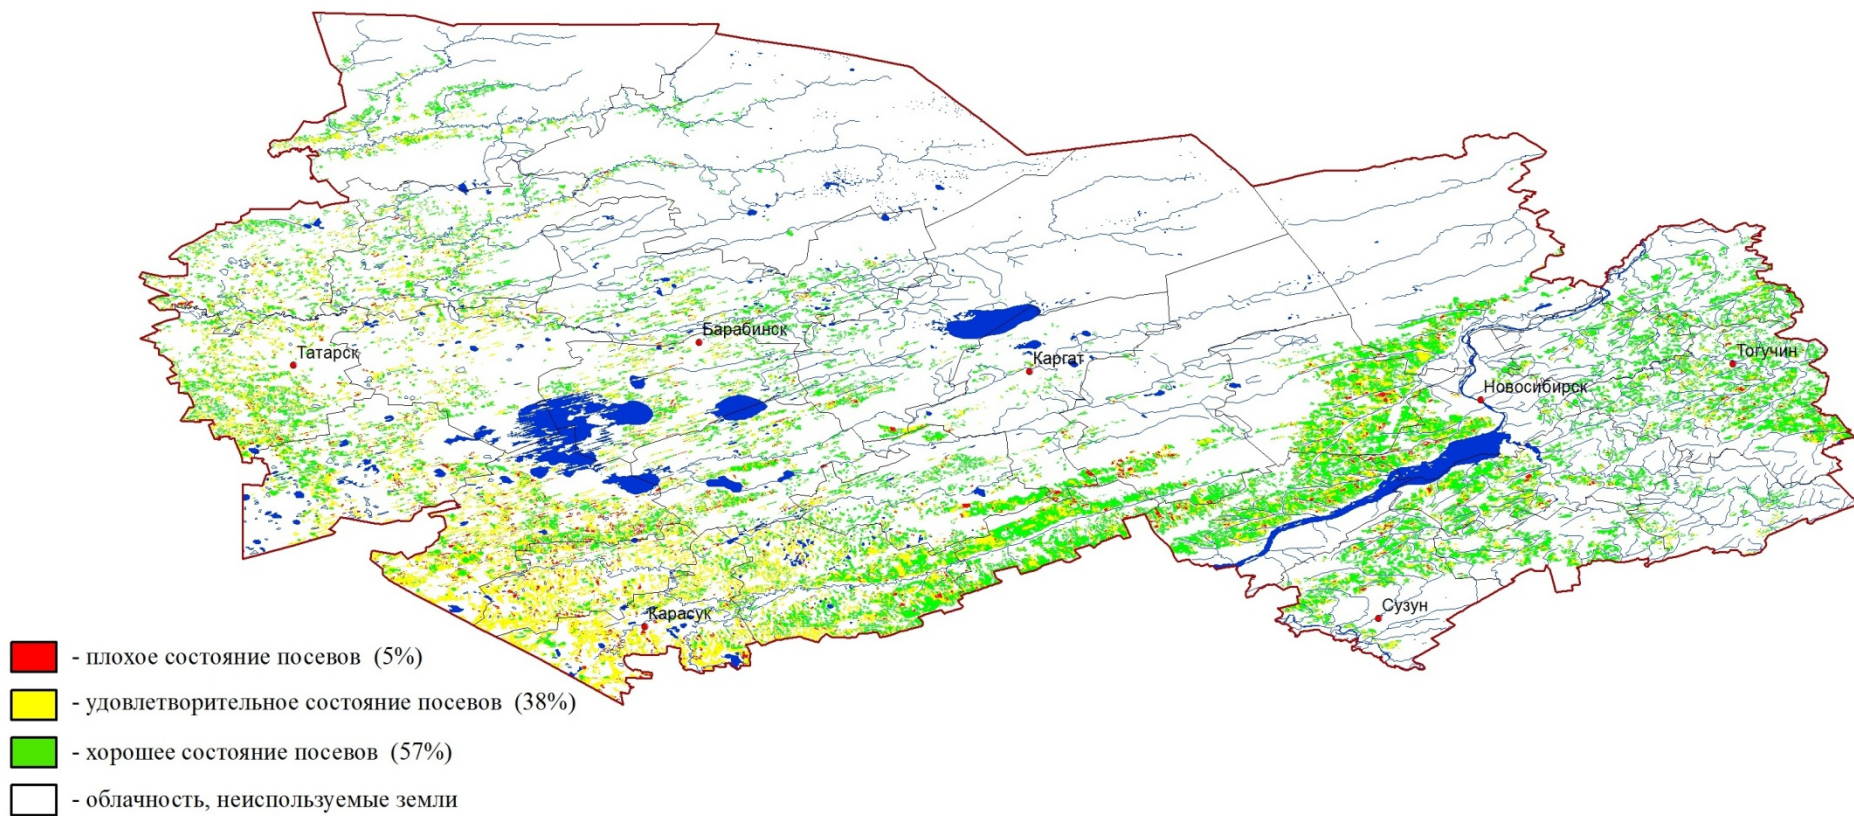 Барабинск
Татарск
Каргат
Тогучин
Новосибирск
Сузун
Карасук
- плохое состояние посевов (5%)
- удовлетворительное состояние посевов (38%)
- хорошее состояние посевов (57%)
- облачность, неиспользуемые земли